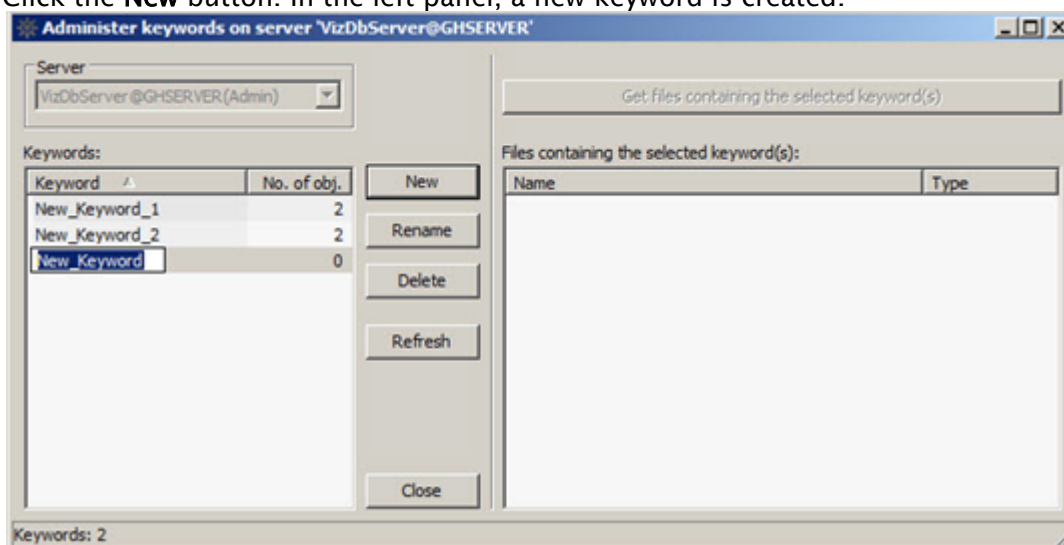 Click the New button. In the left panel, a new keyword is created.
Administer keywords on server 'VizDbServer@GHSERVER'
Server
VizDbServer@GHSERVER(Admin)
Get files containing the selected keyword(s)
Keywords:
Files containing the selected keyword(s):
Keyword No. of obj. New Name Type
New_Keyword_1 2
New_Keyword_2 2 Rename
New_Keyword 0
Delete
Refresh
Close
Keywords: 2